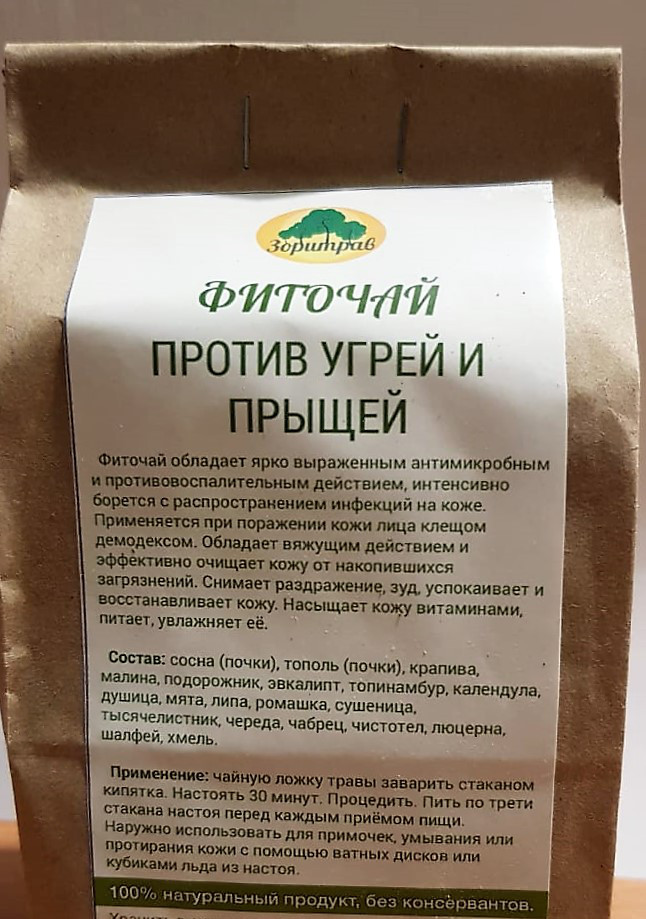 Зоритрав
ФИТОЧАЙ
ПРОТИВ УГРЕЙ И
ПРЫЩЕЙ
Фиточай обладает ярко выраженным антимикробным
и противовоспалительным действием, интенсивно
борется с распространением инфекций на коже.
Применяется при поражении кожи лица клещом
демодексом. Обладает вяжущим действием и
эффективно очищает кожу от накопившихся
загрязнений. Снимает раздражение, зуд, успокаивает и
восстанавливает кожу. Насыщает кожу витаминами,
питает, увлажняет её.
Состав: сосна (почки), тополь (почки), крапива,
малина, подорожник, эвкалипт, топинамбур, календула,
душица, мята, липа, ромашка, сушеница,
тысячелистник, череда, чабрец, чистотел, люцерна,
шалфей, хмель.
Применение: чайную ложку травы заварить стаканом
кипятка. Настоять 30 минут. Процедить. Пить по трети
стакана настоя перед каждым приёмом пищи.
Наружно использовать для примочек, умывания или
протирания кожи с помощью ватных дисков или
кубиками льда из настоя.
100% натуральный продукт, без консервантов.